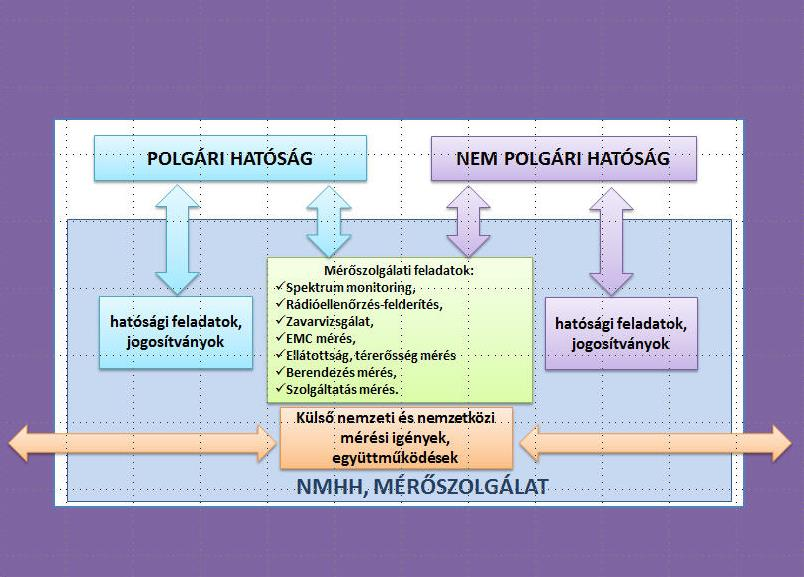 POLGÁRI HATÓSÁG
NEM POLGÁRI HATÓSÁG
Mérőszolgálati feladatok:
✓Spektrum monitoring,
✓Rádióellenőrzés-felderítés,
✓Zavarvizsgálat,
✓EMC mérés,
✓Ellátottság, térerősség mérés
✓Berendezés mérés,
✓Szolgáltatás mérés.
hatósági feladatok,
jogosítványok
hatósági feladatok,
jogosítványok
Külső nemzeti és nemzetközi
mérési igények,
együttműködések
NMHH, MÉRŐSZOLGÁLAT